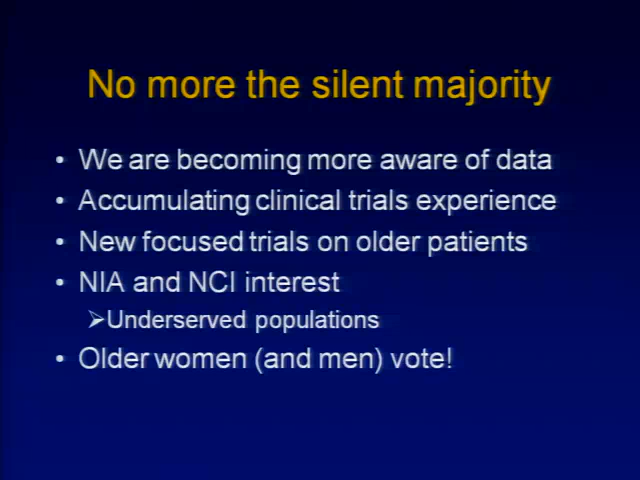 No more the silent majority
• We are becoming more aware of data
• Accumulating clinical trials experience
• New focused trials on older patients
• NIA and NCI interest
➢Underserved populations
• Older women (and men) vote!